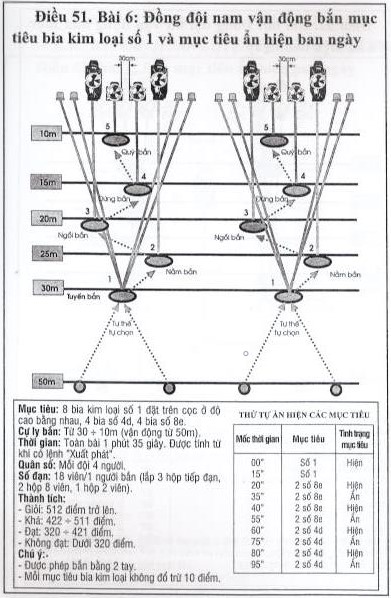 Điều 51. Bài 6: Đồng đội nam vận động bắn mục
tiêu bia kim loại số 1 và mục tiêu ẩn hiện ban ngày
30cm 30cm
10m
5 5
Quỳ bắn Quỳ bắn
15m
4 4
Đứng bắn Đứng bắn
20m
3 3
Ngồi bắn Ngồi bắn
25m
2 2
Nằm bắn Nằm bắn
30m
1 1
Tuyến bắn
Tư thế Tư thế
tự chọn tự chọn
50m
Mục tiêu: 8 bia kim loại số 1 đặt trên cọc ở độ
cao bằng nhau, 4 bia số 4d, 4 bia số 8e.
Cự ly bắn: Từ 30 ÷ 10m (vận động từ 50m).
Thời gian: Toàn bài 1 phút 35 giây. Được tính từ
khi có lệnh "Xuất phát".
Quân số: Mỗi đội 4 người.
Số đạn: 18 viên/1 người bắn (lắp 3 hộp tiếp đạn,
2 hộp 8 viên, 1 hộp 2 viên).
Thành tích:
- Giỏi: 512 điểm trở lên.
- Khá: 422 ÷ 511 điểm.
- Đạt: 320 ÷ 421 điểm.
- Không đạt: Dưới 320 điểm.
Chú ý:
- Được phép bắn bằng 2 tay.
- Mỗi mục tiêu bia kim loại không đổ trừ 10 điểm.
THỨ TỰ ẨN HIỆN CÁC MỤC TIÊU
Mốc thời gian Mục tiêu Tình trạng mục tiêu
00" Số 1 Hiện
15" Số 1
20" 2 số 8e Hiện
35" 2 số 8e Ẩn
40" 2 số 8e Hiện
55" 2 số 8e Ẩn
60" 2 số 4d Hiện
75" 2 số 4d Ẩn
80" 2 số 4d Hiện
95" 2 số 4d Ẩn